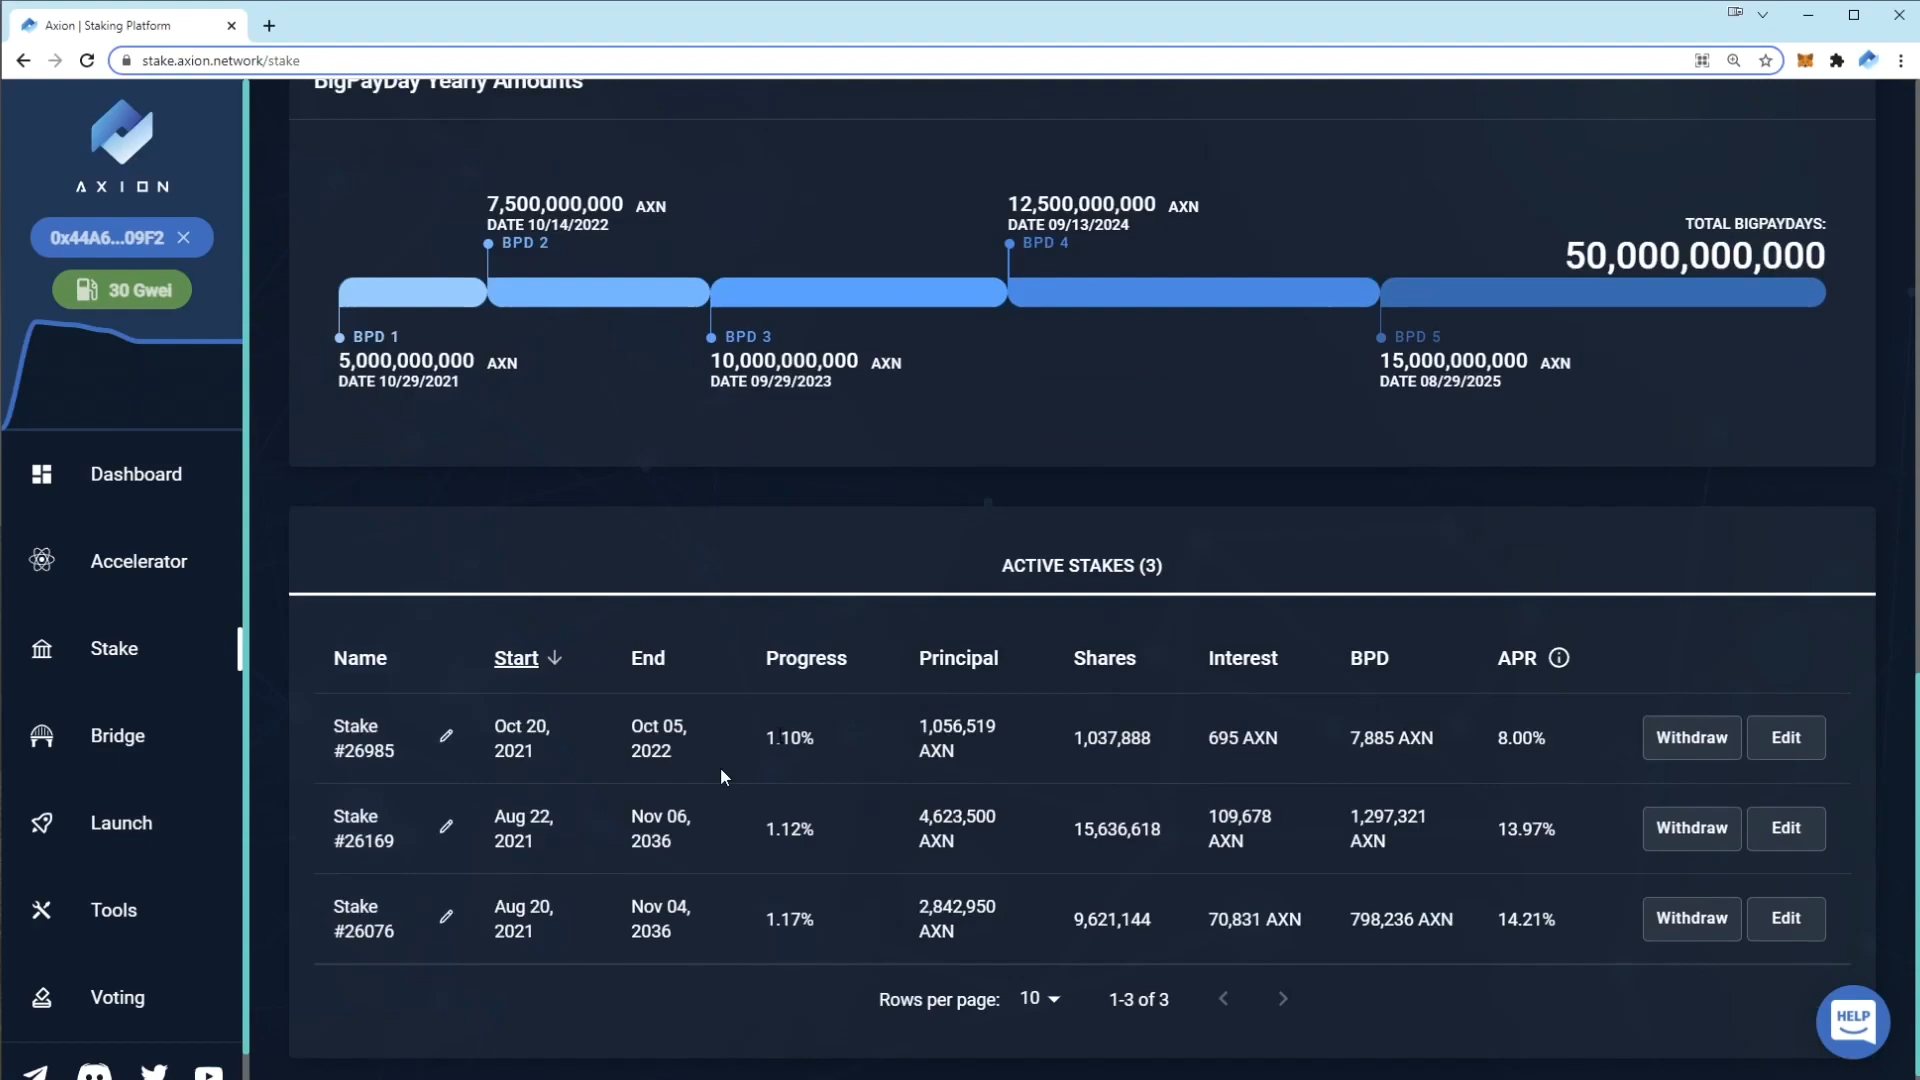 Axion | Staking Platform
stake.axion.network/stake
BigPayDay Yearly Amounts
AXION
0x44A6...09F2
30 Gwei
Dashboard
Accelerator
Stake
Bridge
Launch
Tools
Voting
7,500,000,000 AXN
DATE 10/14/2022
BPD 2
12,500,000,000 AXN
DATE 09/13/2024
BPD 4
TOTAL BIGPAYDAYS:
50,000,000,000
BPD 1
5,000,000,000 AXN
DATE 10/29/2021
BPD 3
10,000,000,000 AXN
DATE 09/29/2023
BPD 5
15,000,000,000 AXN
DATE 08/29/2025
ACTIVE STAKES (3)
Name Start End Progress Principal Shares Interest BPD APR
Stake #26985 Oct 20, 2021 Oct 05, 2022 1.10% 1,056,519 AXN 1,037,888 695 AXN 7,885 AXN 8.00% Withdraw Edit
Stake #26169 Aug 22, 2021 Nov 06, 2036 1.12% 4,623,500 AXN 15,636,618 109,678 AXN 1,297,321 AXN 13.97% Withdraw Edit
Stake #26076 Aug 20, 2021 Nov 04, 2036 1.17% 2,842,950 AXN 9,621,144 70,831 AXN 798,236 AXN 14.21% Withdraw Edit
Rows per page: 10 1-3 of 3
HELP